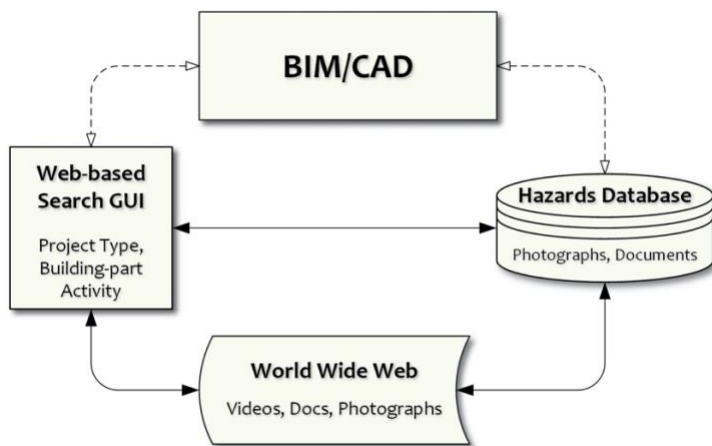 BIM/CAD
Web-based
Search GUI
Project Type,
Building-part
Activity
Hazards Database
Photographs, Documents
World Wide Web
Videos, Docs, Photographs